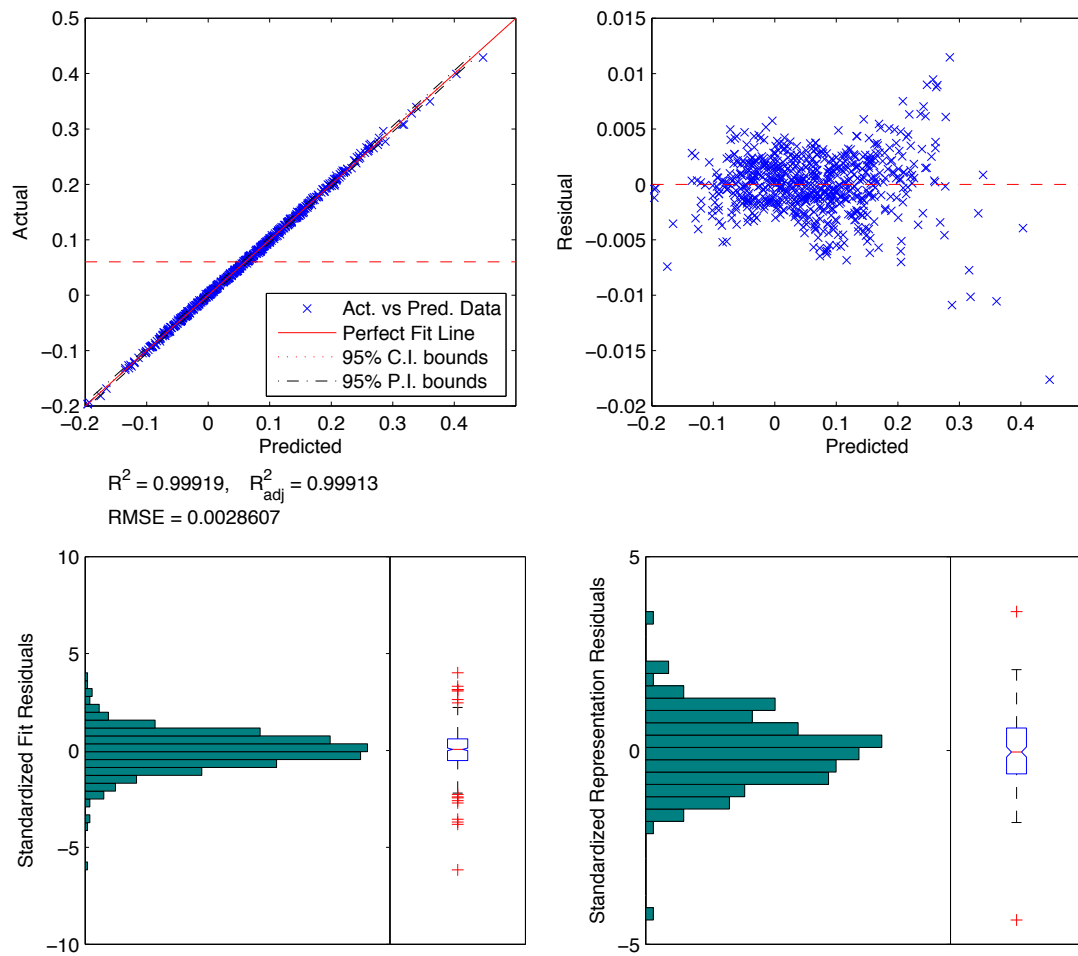 0.5
0.4
0.3
0.2
0.1
0
−0.1
−0.2
Actual
−0.2 −0.1 0 0.1 0.2 0.3 0.4
Predicted
Act. vs Pred. Data
Perfect Fit Line
95% C.I. bounds
95% P.I. bounds
R² = 0.99919, R²adj = 0.99913
RMSE = 0.0028607
0.015
0.01
0.005
0
−0.005
−0.01
−0.015
−0.02
Residual
−0.2 −0.1 0 0.1 0.2 0.3 0.4
Predicted
10
5
0
−5
−10
Standardized Fit Residuals
5
0
−5
Standardized Representation Residuals